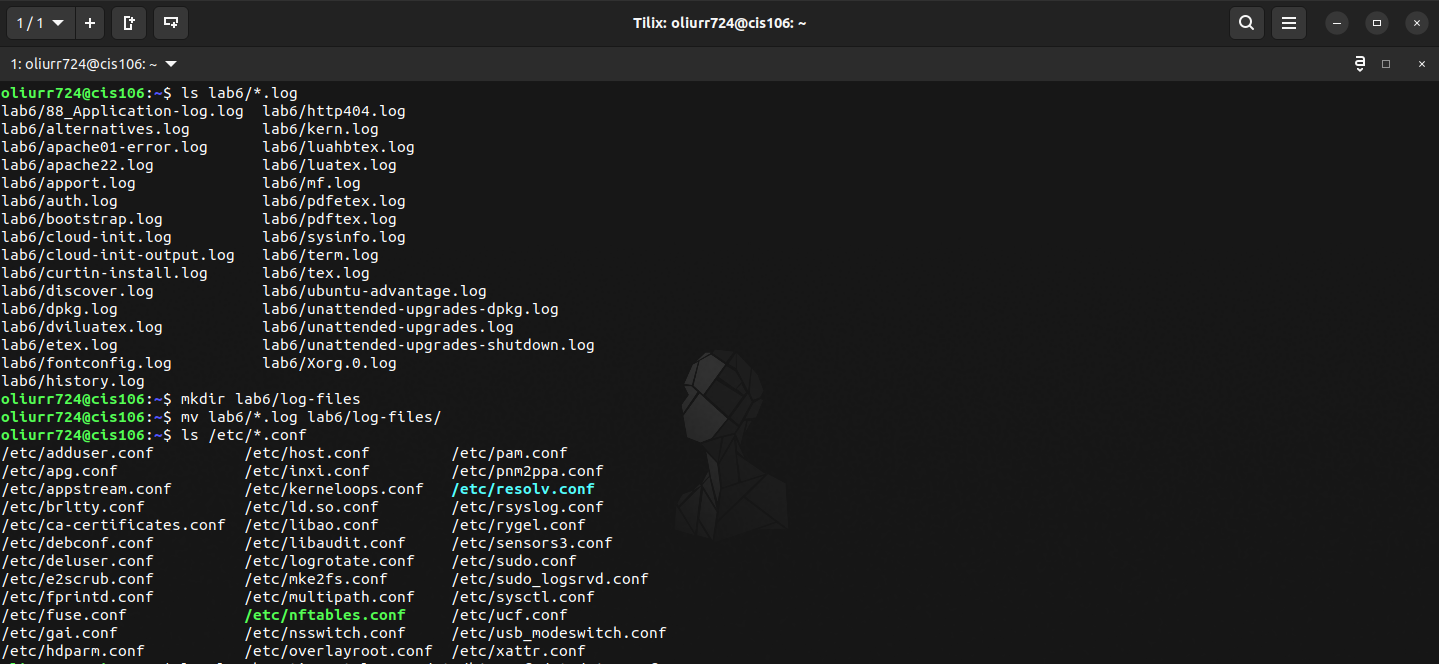 1 / 1 Tilix: oliurr724@cis106: ~
1: oliurr724@cis106: ~
oliurr724@cis106:~$ ls lab6/*.log
lab6/88_Application-log.log  lab6/http404.log
lab6/alternatives.log        lab6/kern.log
lab6/apache01-error.log      lab6/luahbtex.log
lab6/apache22.log            lab6/luatex.log
lab6/apport.log              lab6/mf.log
lab6/auth.log                lab6/pdfetex.log
lab6/bootstrap.log           lab6/pdftex.log
lab6/cloud-init.log          lab6/sysinfo.log
lab6/cloud-init-output.log   lab6/term.log
lab6/curtin-install.log      lab6/tex.log
lab6/discover.log            lab6/ubuntu-advantage.log
lab6/dpkg.log                lab6/unattended-upgrades-dpkg.log
lab6/dviluatex.log           lab6/unattended-upgrades.log
lab6/etex.log                lab6/unattended-upgrades-shutdown.log
lab6/fontconfig.log          lab6/Xorg.0.log
lab6/history.log
oliurr724@cis106:~$ mkdir lab6/log-files
oliurr724@cis106:~$ mv lab6/*.log lab6/log-files/
oliurr724@cis106:~$ ls /etc/*.conf
/etc/adduser.conf          /etc/host.conf         /etc/pam.conf
/etc/apg.conf              /etc/inxi.conf         /etc/pnm2ppa.conf
/etc/appstream.conf        /etc/kerneloops.conf   /etc/resolv.conf
/etc/brltty.conf           /etc/ld.so.conf        /etc/rsyslog.conf
/etc/ca-certificates.conf  /etc/libao.conf        /etc/rygel.conf
/etc/debconf.conf          /etc/libaudit.conf     /etc/sensors3.conf
/etc/deluser.conf          /etc/logrotate.conf    /etc/sudo.conf
/etc/e2scrub.conf          /etc/mke2fs.conf       /etc/sudo_logsrvd.conf
/etc/fprintd.conf          /etc/multipath.conf    /etc/sysctl.conf
/etc/fuse.conf             /etc/nftables.conf     /etc/ucf.conf
/etc/gai.conf              /etc/nsswitch.conf     /etc/usb_modeswitch.conf
/etc/hdparm.conf           /etc/overlayroot.conf  /etc/xattr.conf